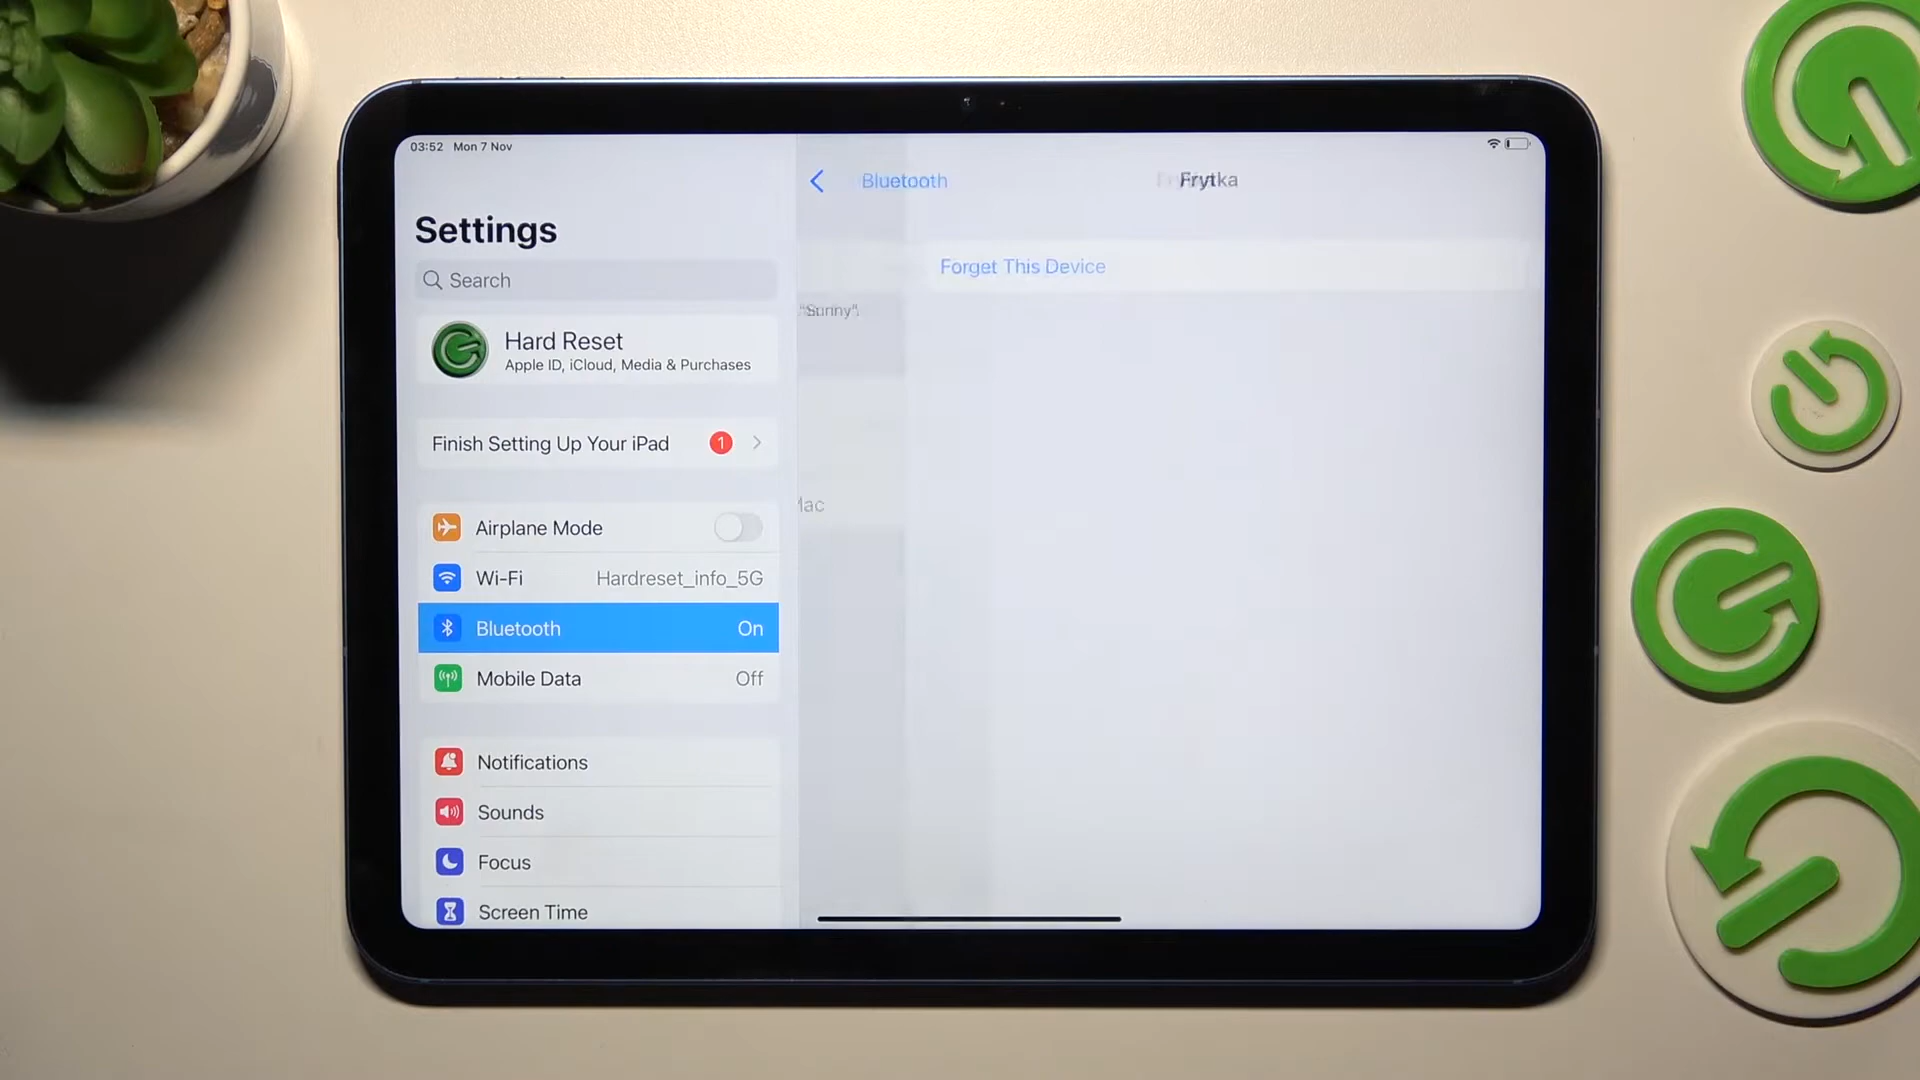 03:52 Mon 7 Nov
Settings
Search
Hard Reset
Apple ID, iCloud, Media & Purchases
Finish Setting Up Your iPad 1
Airplane Mode
Wi-Fi Hardreset_info_5G
Bluetooth On
Mobile Data Off
Notifications
Sounds
Focus
Screen Time
Bluetooth
Frytka
Forget This Device
"Sunny".
Mac